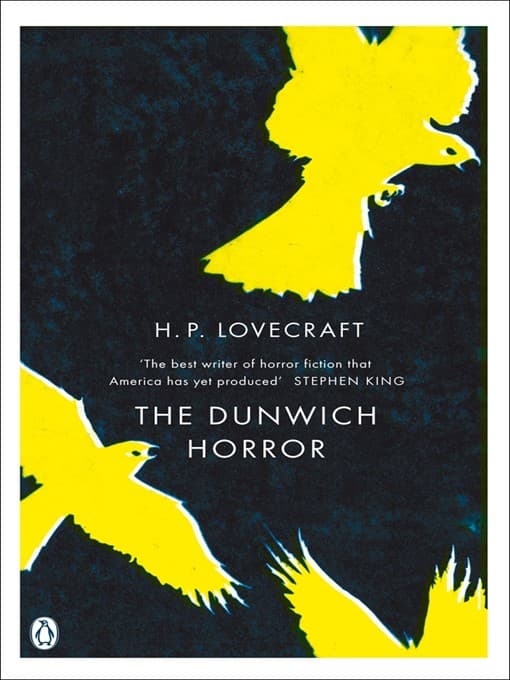 H. P. LOVECRAFT
'The best writer of horror fiction that
America has yet produced' STEPHEN KING
THE DUNWICH
HORROR